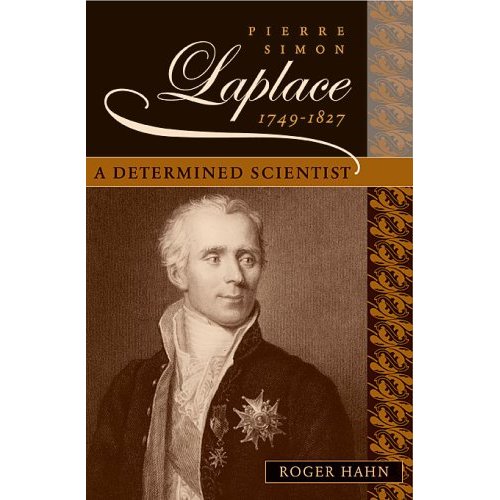 PIERRE
SIMON
Laplace
1749-1827
A DETERMINED SCIENTIST
ROGER HAHN